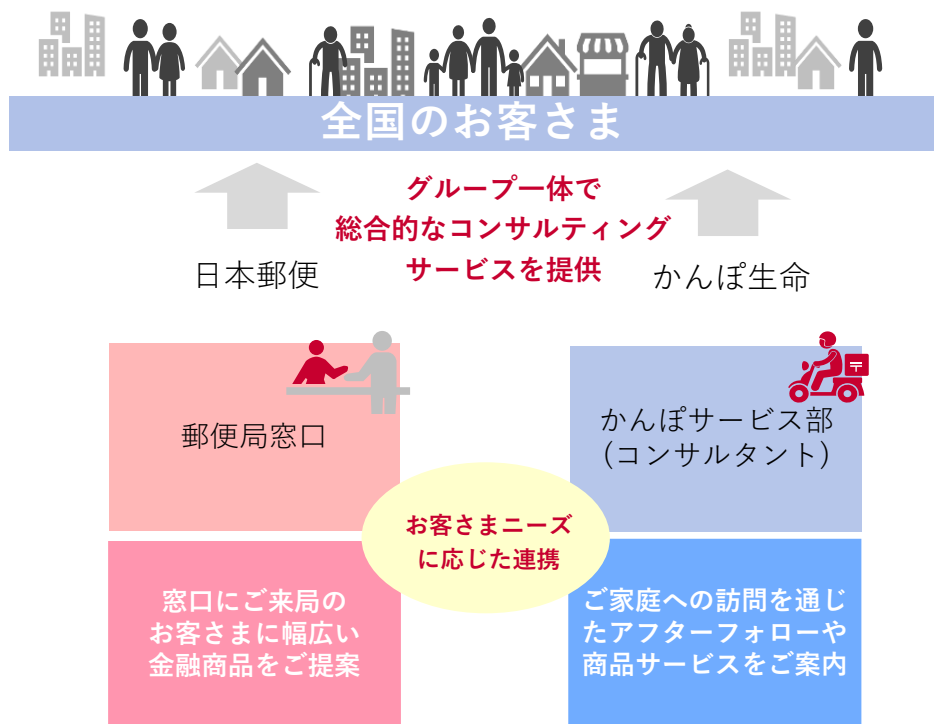 全国のお客さま
グループ一体で
総合的なコンサルティング
サービスを提供
日本郵便
かんぽ生命
郵便局窓口
かんぽサービス部
(コンサルタント)
〒
お客さまニーズ
に応じた連携
窓口にご来局の
お客さまに幅広い
金融商品をご提案
ご家庭への訪問を通じ
たアフターフォローや
商品サービスをご案内